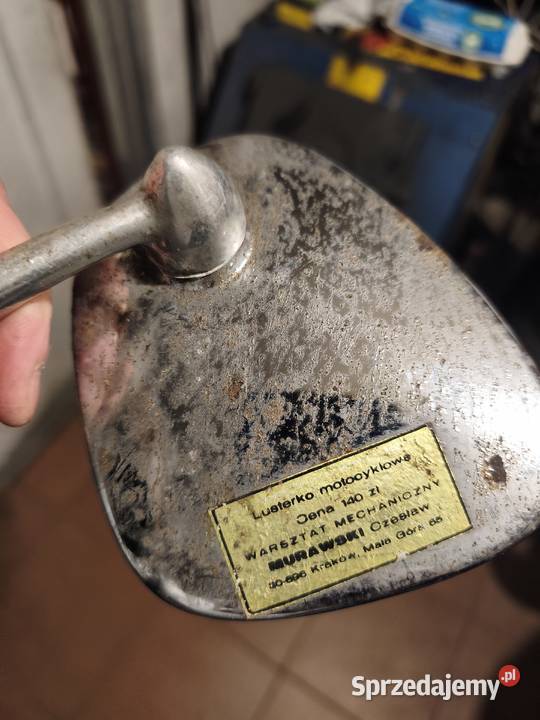 Lusterko motocyklowe
Cena 140 zł
WARSZTAT MECHANICZNY
MURAWSKI Czesław
30-696 Kraków, Mała Góra 65
Sprzedajemy.pl